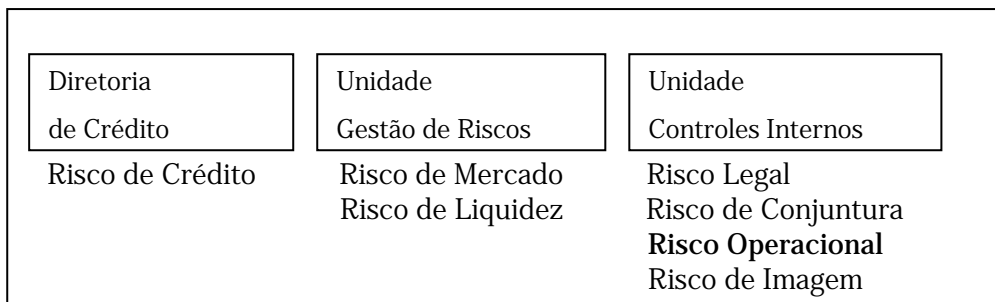 Diretoria
de Crédito
Risco de Crédito
Unidade
Gestão de Riscos
Risco de Mercado
Risco de Liquidez
Unidade
Controles Internos
Risco Legal
Risco de Conjuntura
Risco Operacional
Risco de Imagem